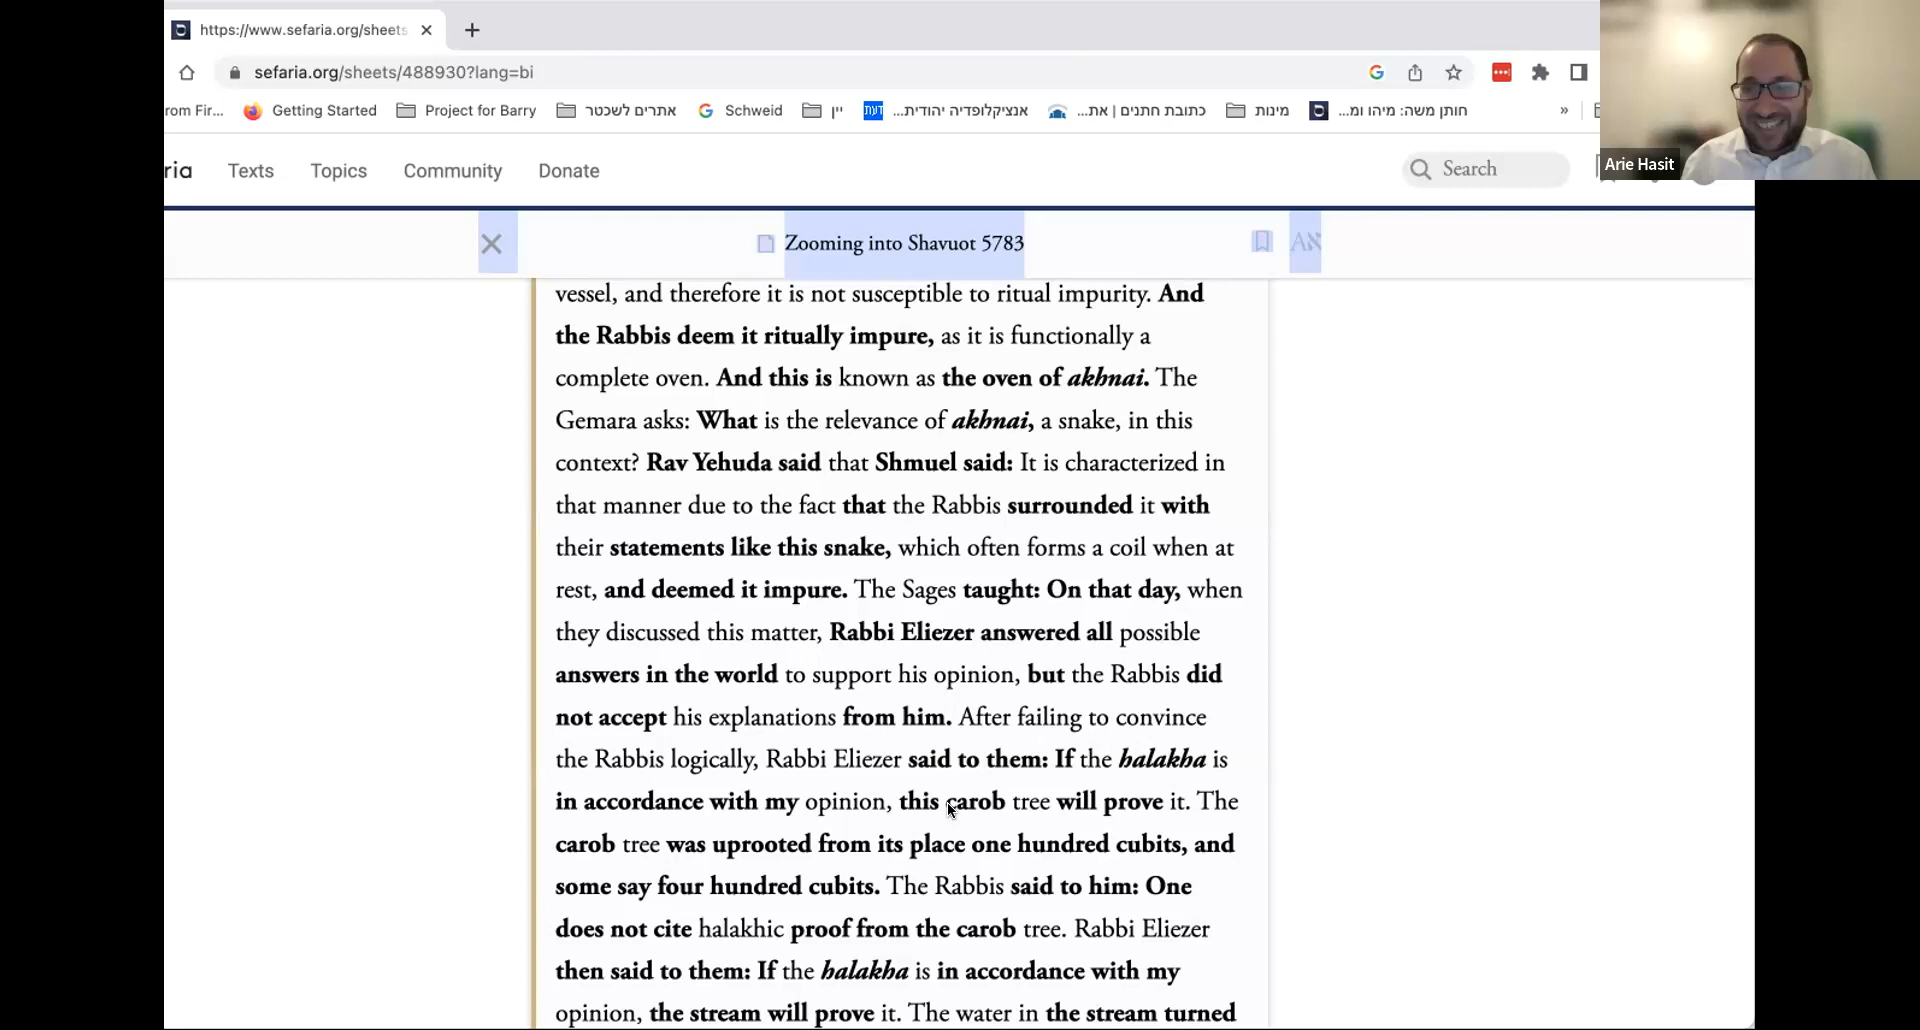 https://www.sefaria.org/sheets
sefaria.org/sheets/488930?lang=bi
rom Fir... Getting Started Project for Barry אתרים לשכטר Schweid יין דעת אנציקלופדיה יהודית... כתובת חתנים | את... מינות חותן משה: מיהו ומ... »
Arie Hasit
ria Texts Topics Community Donate Search
Zooming into Shavuot 5783 Aא
vessel, and therefore it is not susceptible to ritual impurity. And
the Rabbis deem it ritually impure, as it is functionally a
complete oven. And this is known as the oven of akhnai. The
Gemara asks: What is the relevance of akhnai, a snake, in this
context? Rav Yehuda said that Shmuel said: It is characterized in
that manner due to the fact that the Rabbis surrounded it with
their statements like this snake, which often forms a coil when at
rest, and deemed it impure. The Sages taught: On that day, when
they discussed this matter, Rabbi Eliezer answered all possible
answers in the world to support his opinion, but the Rabbis did
not accept his explanations from him. After failing to convince
the Rabbis logically, Rabbi Eliezer said to them: If the halakha is
in accordance with my opinion, this carob tree will prove it. The
carob tree was uprooted from its place one hundred cubits, and
some say four hundred cubits. The Rabbis said to him: One
does not cite halakhic proof from the carob tree. Rabbi Eliezer
then said to them: If the halakha is in accordance with my
opinion, the stream will prove it. The water in the stream turned